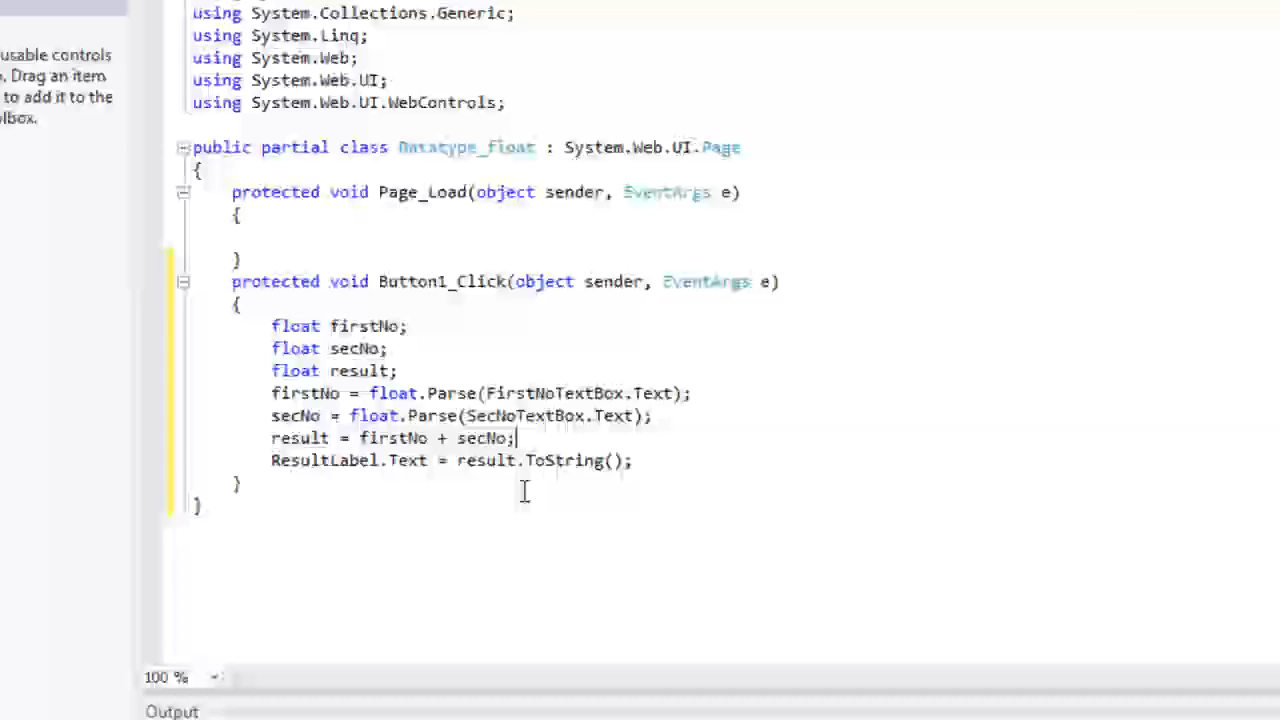 usable controls
. Drag an item
to add it to the
lbox.
using System.Collections.Generic;
using System.Linq;
using System.Web;
using System.Web.UI;
using System.Web.UI.WebControls;
public partial class Datatype_float : System.Web.UI.Page
{
protected void Page_Load(object sender, EventArgs e)
{
}
protected void Button1_Click(object sender, EventArgs e)
{
float firstNo;
float secNo;
float result;
firstNo = float.Parse(FirstNoTextBox.Text);
secNo = float.Parse(SecNoTextBox.Text);
result = firstNo + secNo;
ResultLabel.Text = result.ToString();
}
}
100 %
Output